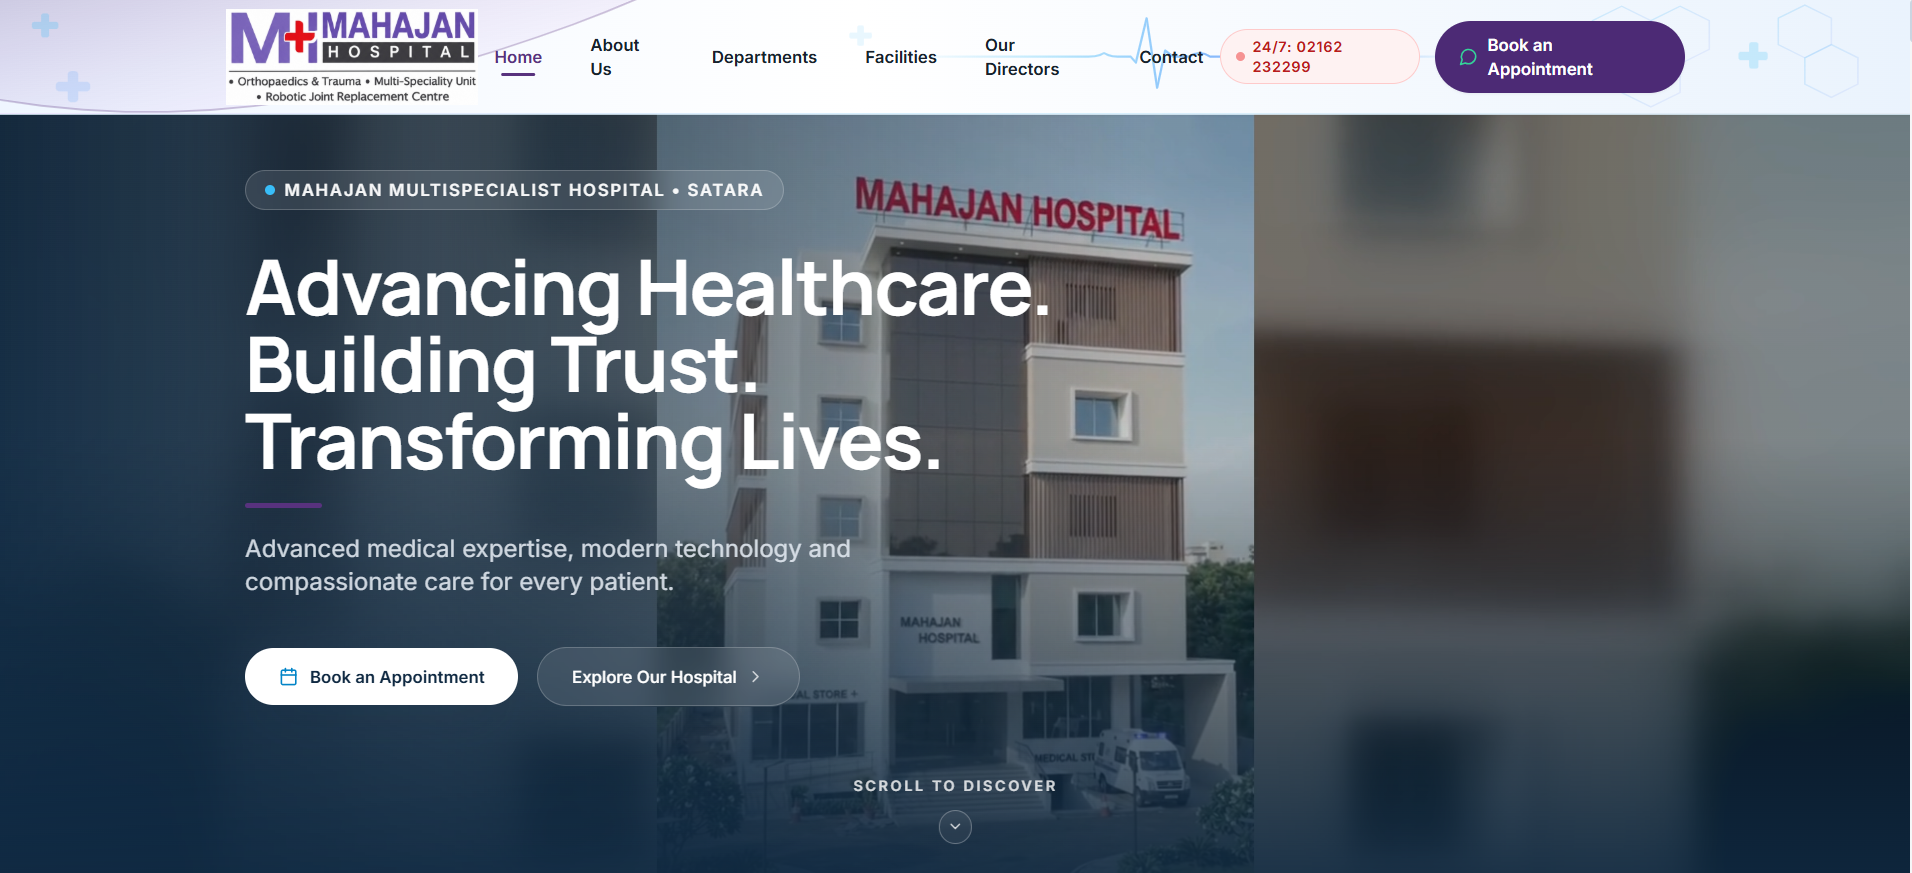 MAHAJAN
HOSPITAL
• Orthopaedics & Trauma • Multi-Speciality Unit
• Robotic Joint Replacement Centre
Home
About
Us
Departments
Facilities
Our
Directors
Contact
24/7: 02162
232299
Book an
Appointment
MAHAJAN MULTISPECIALIST HOSPITAL • SATARA
MAHAJAN HOSPITAL
Advancing Healthcare.
Building Trust.
Transforming Lives.
Advanced medical expertise, modern technology and
compassionate care for every patient.
MAHAJAN
HOSPITAL
Book an Appointment
Explore Our Hospital
STORE +
MEDICAL
SCROLL TO DISCOVER